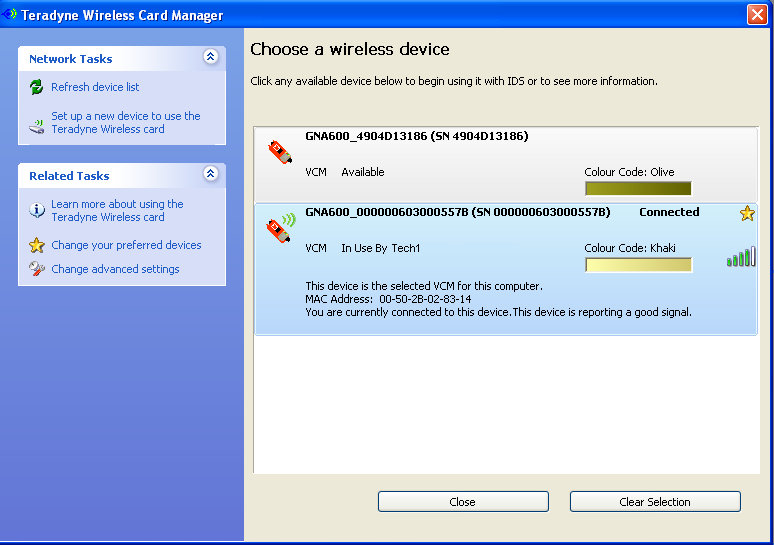 Teradyne Wireless Card Manager
Network Tasks
Refresh device list
Set up a new device to use the
Teradyne Wireless card
Related Tasks
Learn more about using the
Teradyne Wireless card
Change your preferred devices
Change advanced settings
Choose a wireless device
Click any available device below to begin using it with IDS or to see more information.
GNA600_4904D13186 (SN 4904D13186)
VCM Available Colour Code: Olive
GNA600_000000603000557B (SN 000000603000557B) Connected
VCM In Use By Tech1 Colour Code: Khaki
This device is the selected VCM for this computer.
MAC Address: 00-50-2B-02-83-14
You are currently connected to this device.This device is reporting a good signal.
Close Clear Selection